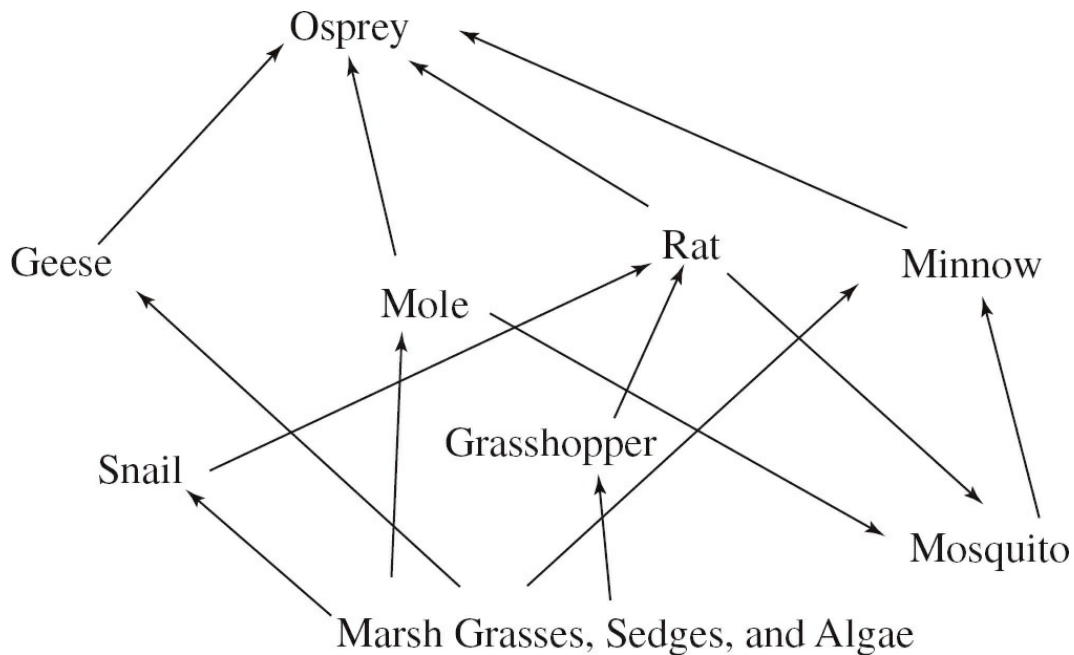 Osprey
Rat
Geese
Minnow
Mole
Grasshopper
Snail
Mosquito
Marsh Grasses, Sedges, and Algae